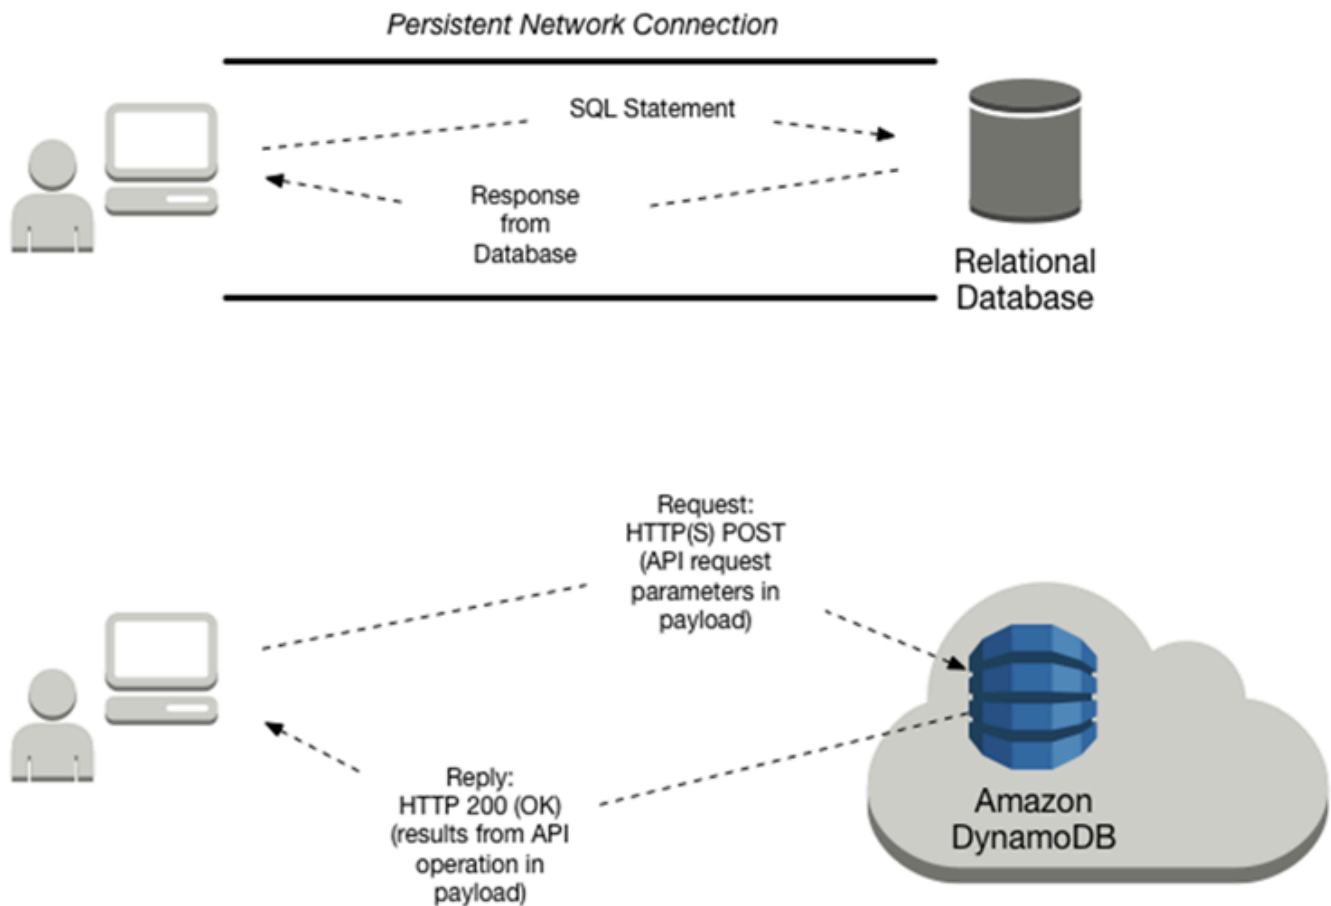 Persistent Network Connection
SQL Statement
Response
from
Database
Relational
Database
Request:
HTTP(S) POST
(API request
parameters in
payload)
Reply:
HTTP 200 (OK)
(results from API
operation in
payload)
Amazon
DynamoDB